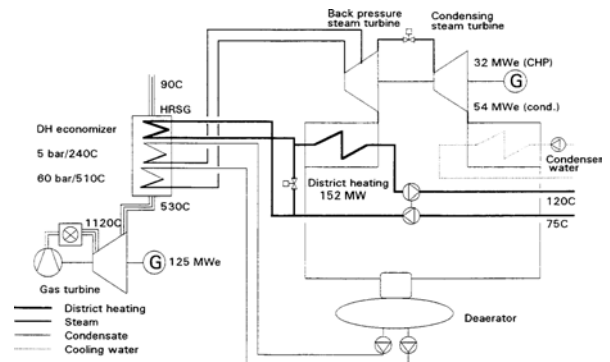 Back pressure
steam turbine
Condensing
steam turbine
32 MWe (CHP)
G
54 MWe (cond.)
90C
HRSG
DH economizer
5 bar/240C
60 bar/510C
530C
1120C
G
125 MWe
Gas turbine
District heating
152 MW
Condenser
water
120C
75C
Deaerator
District heating
Steam
Condensate
Cooling water